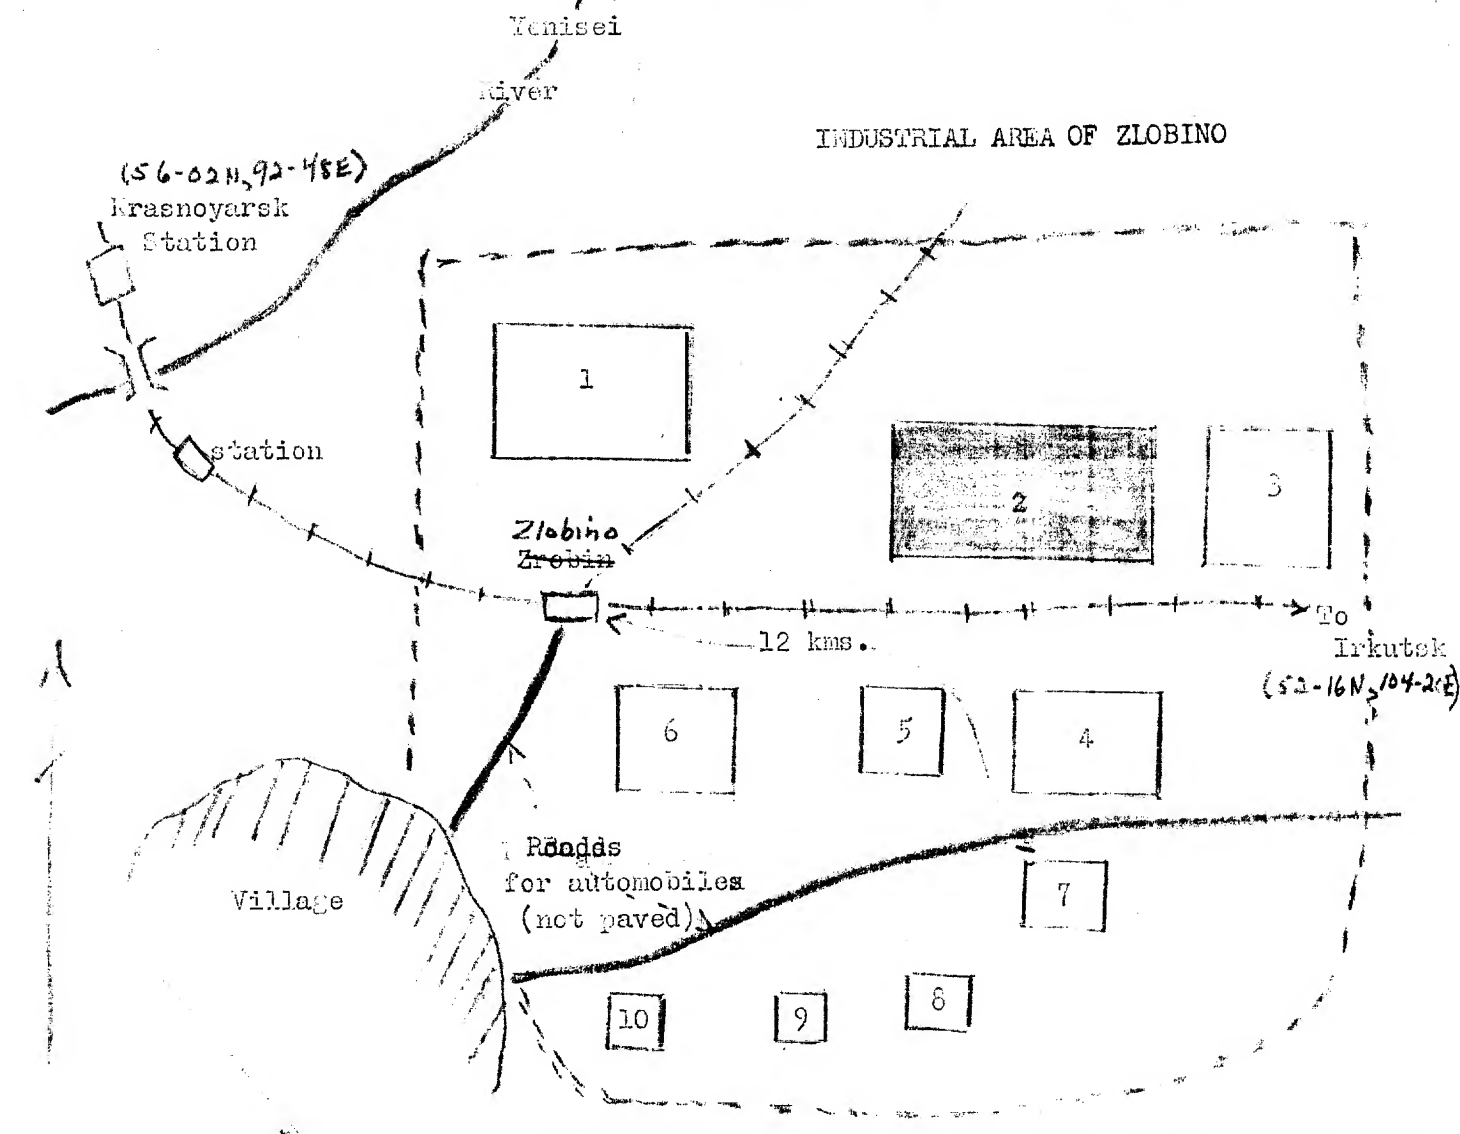 Yenisei
River
INDUSTRIAL AREA OF ZLOBINO
(56-02N, 92-48E)
Krasnoyarsk
Station
1
station
2
3
Zlobino
Zrobin
12 kms.
To
Irkutsk
(52-16N, 104-20E)
6
5
4
Roads
for automobiles
(not paved)
7
Village
8
9
10